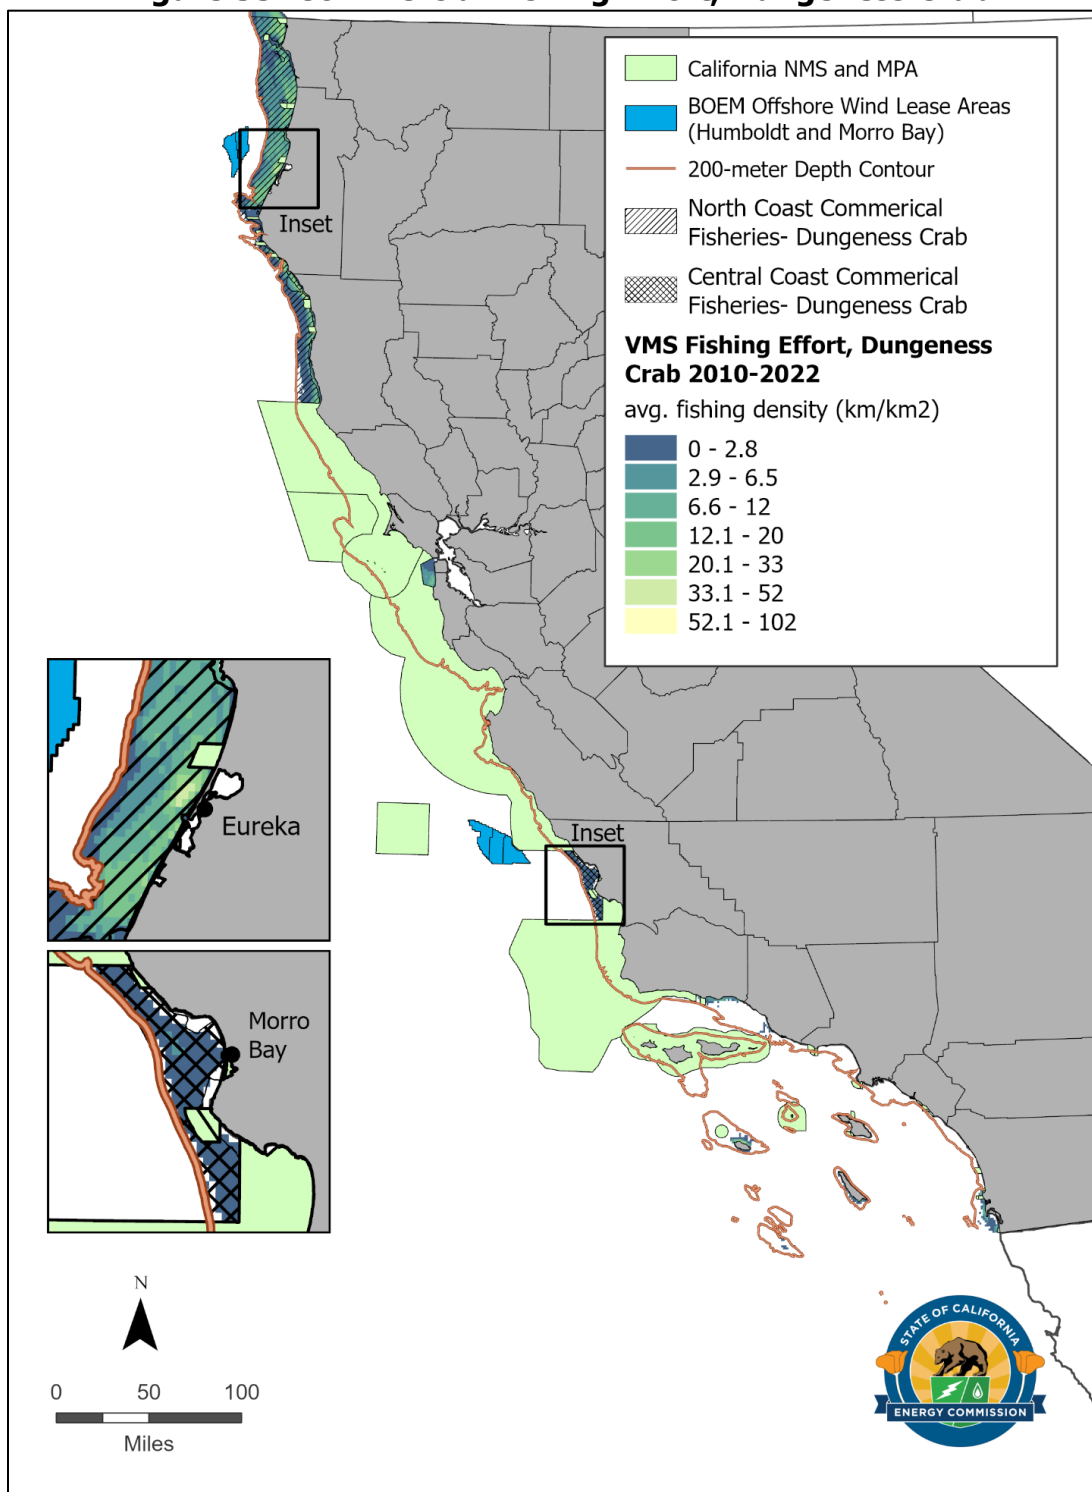 California NMS and MPA
BOEM Offshore Wind Lease Areas
(Humboldt and Morro Bay)
200-meter Depth Contour
North Coast Commerical
Fisheries- Dungeness Crab
Central Coast Commerical
Fisheries- Dungeness Crab
VMS Fishing Effort, Dungeness
Crab 2010-2022
avg. fishing density (km/km2)
0 - 2.8
2.9 - 6.5
6.6 - 12
12.1 - 20
20.1 - 33
33.1 - 52
52.1 - 102
Inset
Inset
Eureka
Morro
Bay
N
0 50 100
Miles
STATE OF CALIFORNIA
ENERGY COMMISSION